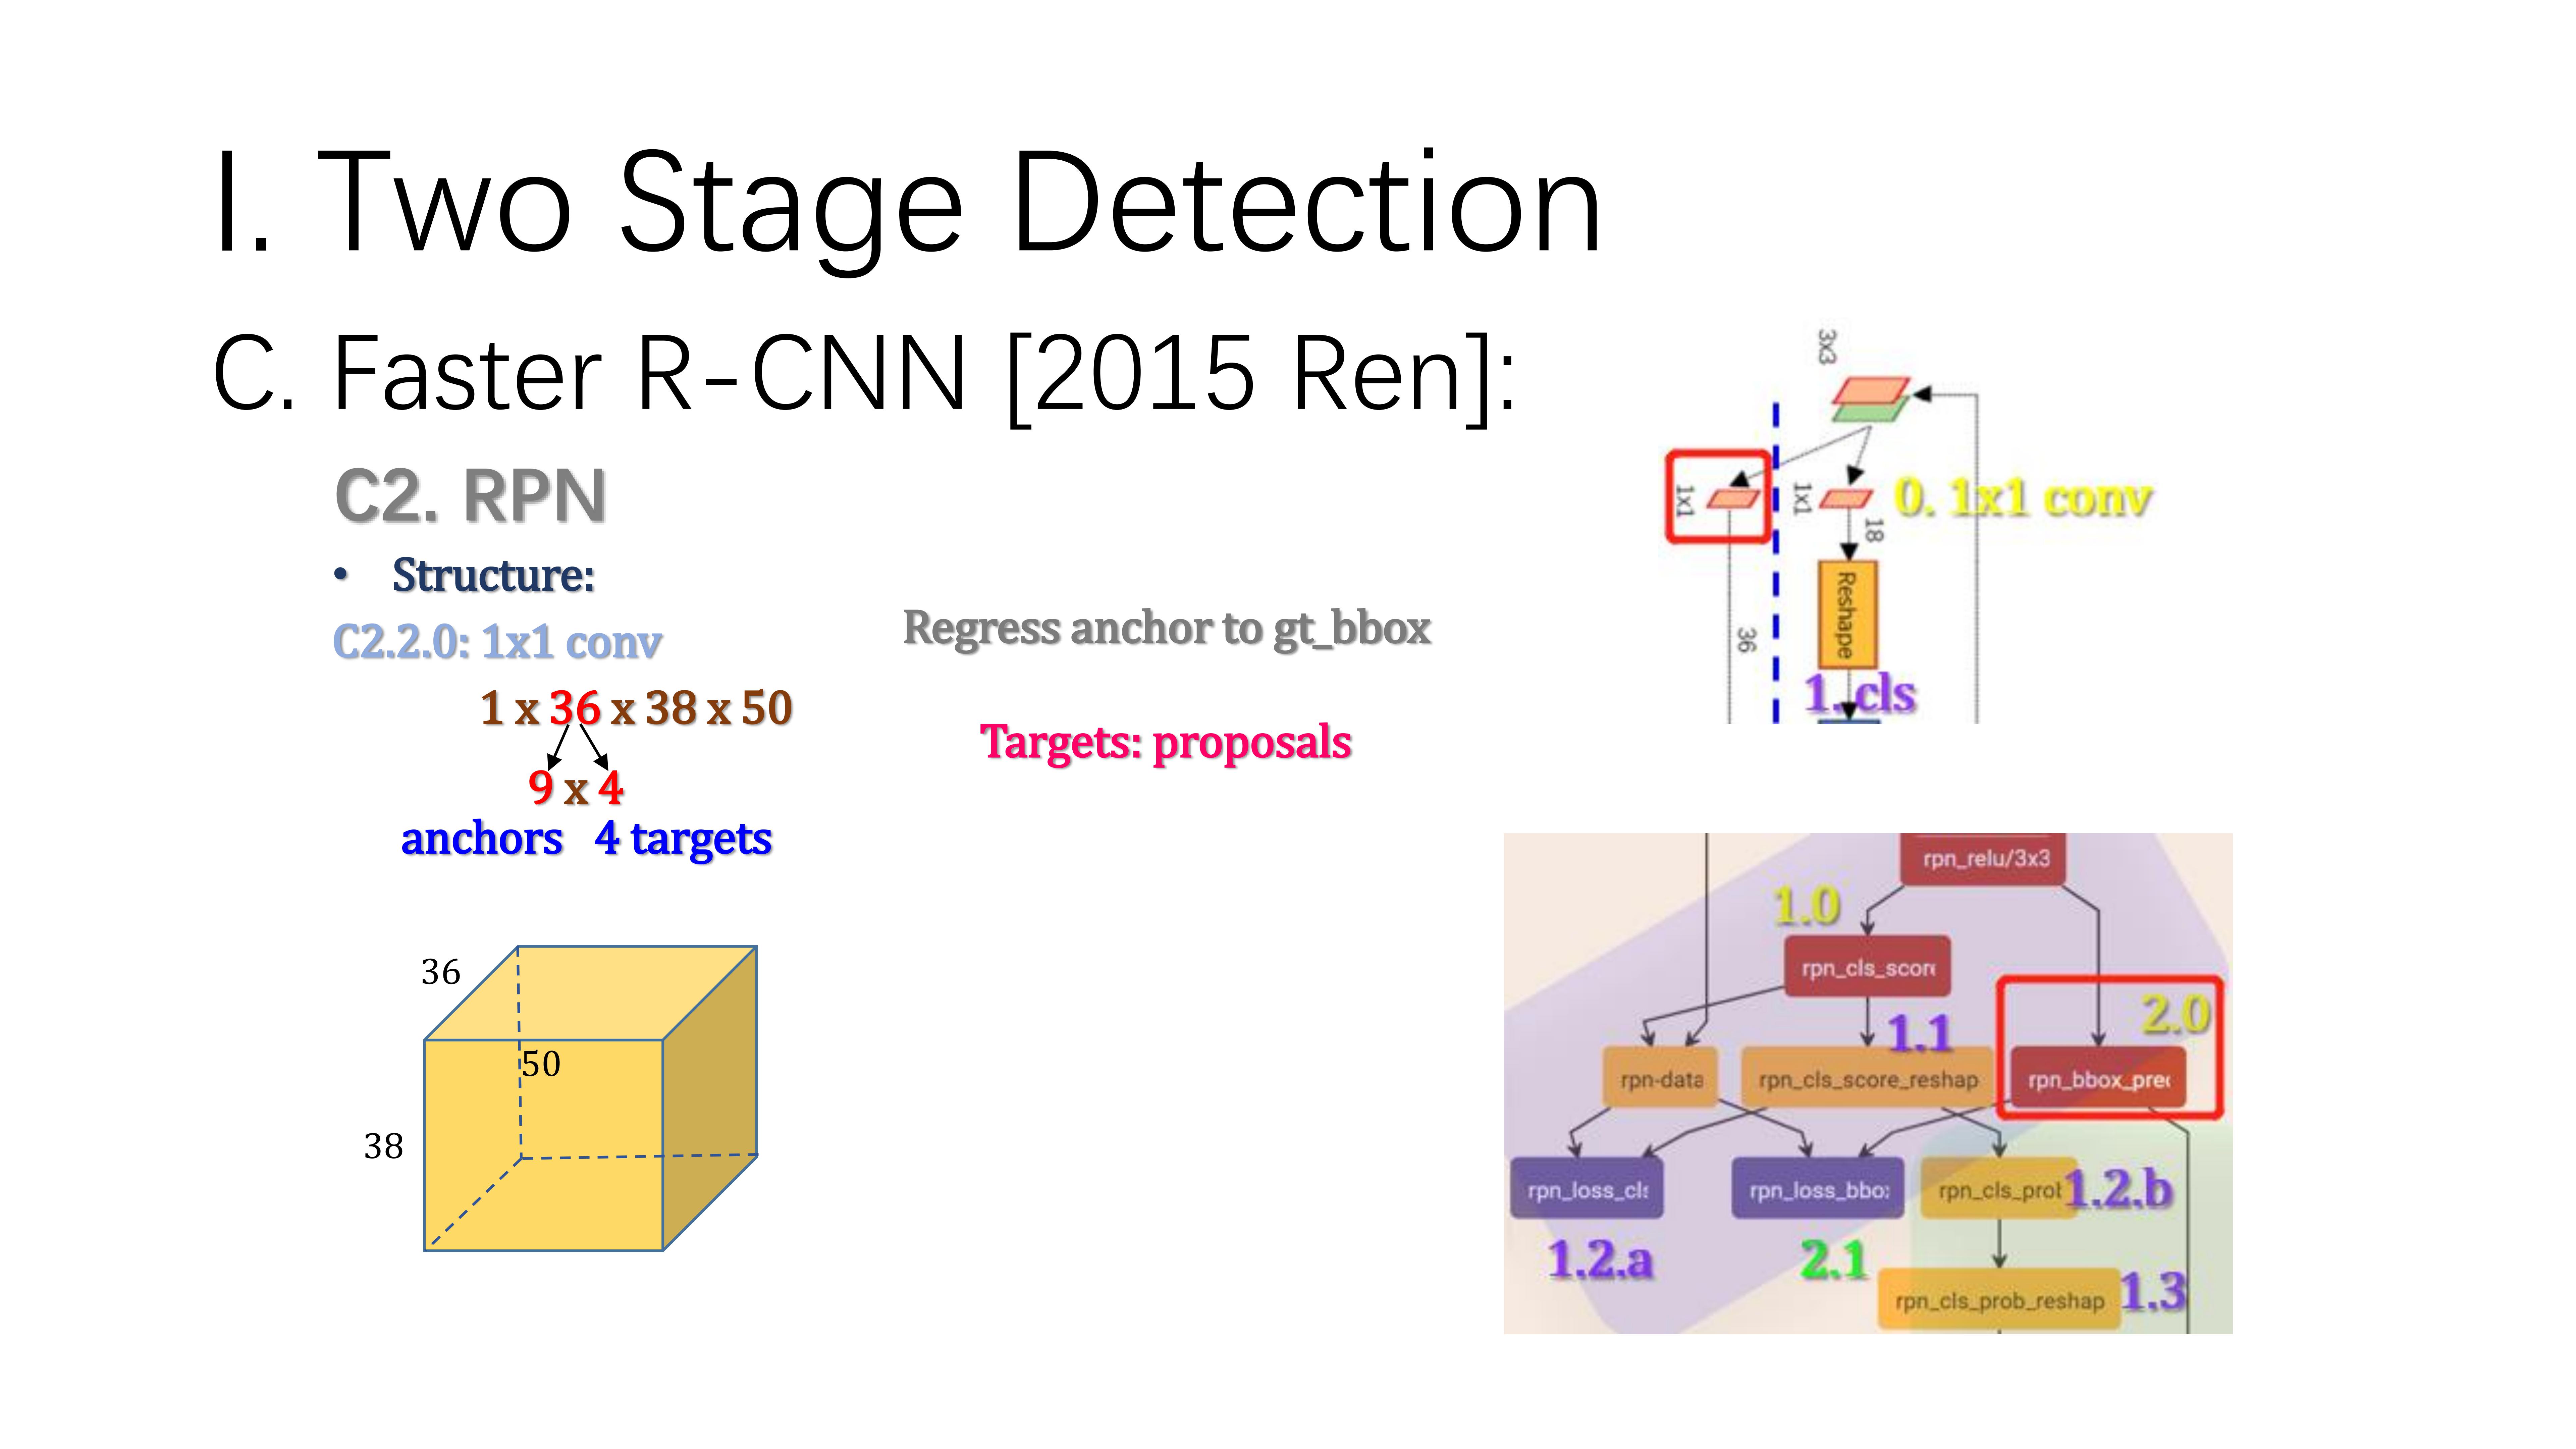 I. Two Stage Detection
C. Faster R-CNN [2015 Ren]:
C2. RPN
• Structure:
C2.2.0: 1x1 conv
1 x 36 x 38 x 50
9 x 4
anchors 4 targets
36
50
38
Regress anchor to gt_bbox
Targets: proposals
3x3
1x1
1x1
0. 1x1 conv
18
Reshape
36
1. cls
rpn_relu/3x3
1.0
rpn_cls_score
2.0
1.1
rpn-data
rpn_cls_score_reshap
rpn_bbox_pred
rpn_loss_cls
rpn_loss_bbox
rpn_cls_prob
1.2.b
1.2.a
2.1
rpn_cls_prob_reshap
1.3